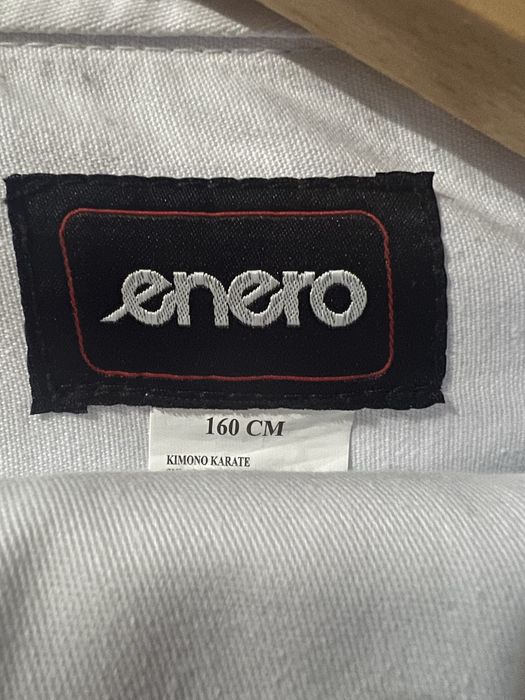 enero
160 CM
KIMONO KARATE